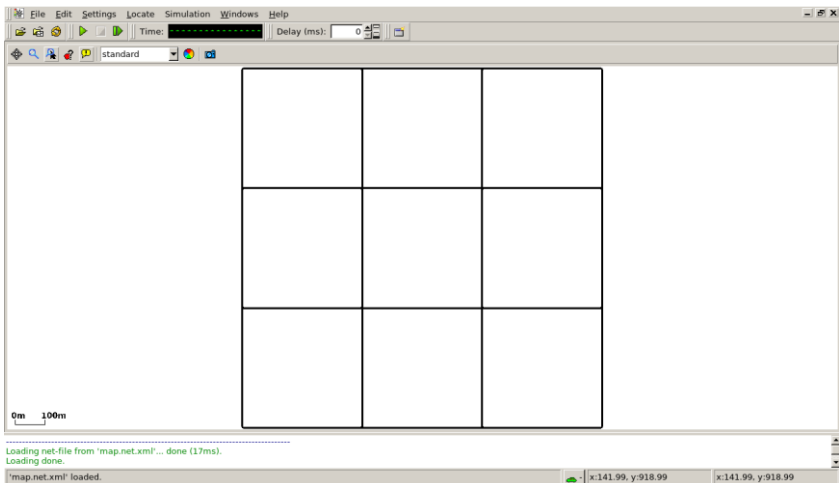 File Edit Settings Locate Simulation Windows Help
Time: Delay (ms): 0
standard
0m 100m
Loading net-file from 'map.net.xml'... done (17ms).
Loading done.
'map.net.xml' loaded. x:141.99, y:918.99 x:141.99, y:918.99